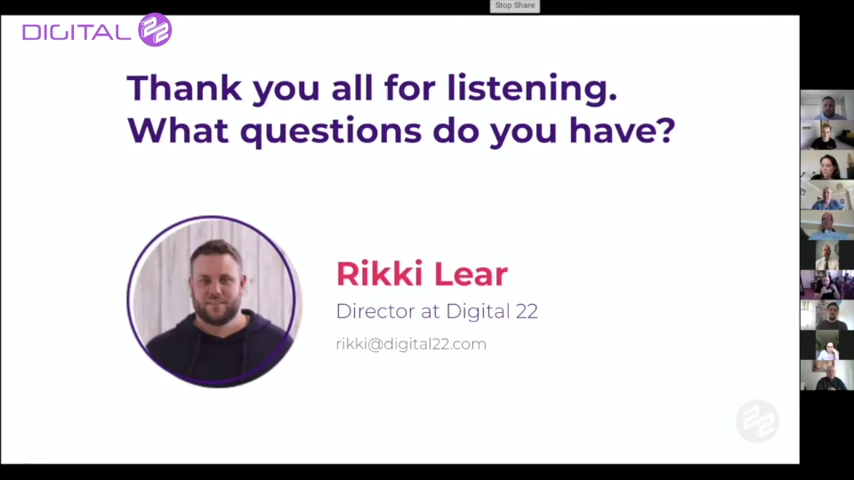 Stop Share
DIGITAL 22
Thank you all for listening.
What questions do you have?
Rikki Lear
Director at Digital 22
rikki@digital22.com
22